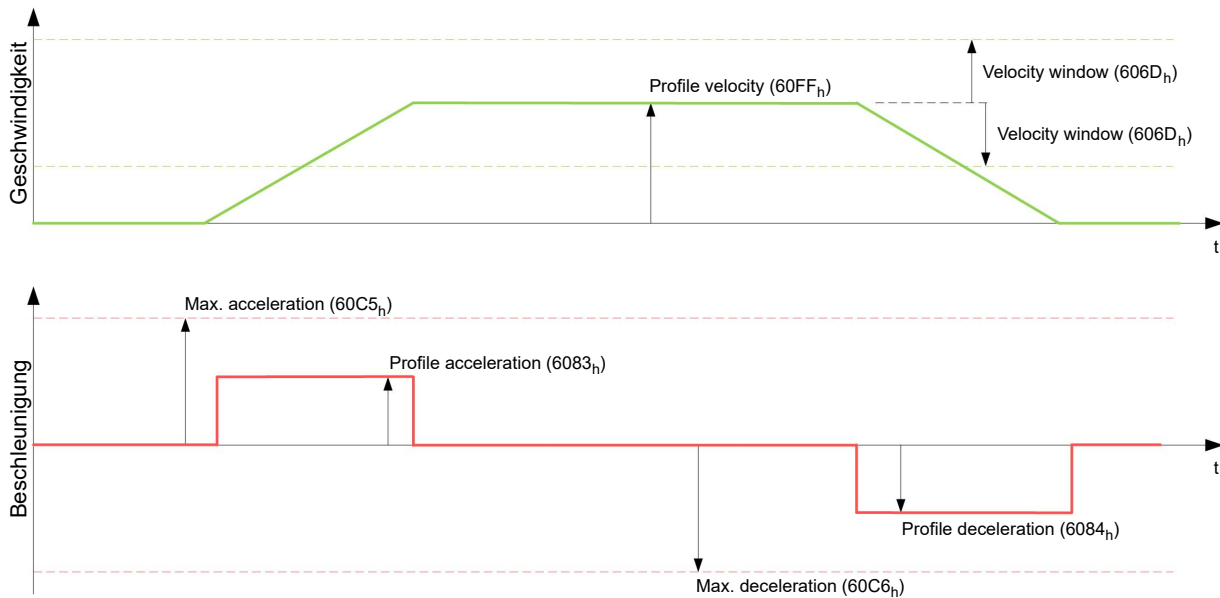 Geschwindigkeit
Profile velocity (60FFh)
Velocity window (606Dh)
Velocity window (606Dh)
t
Beschleunigung
Max. acceleration (60C5h)
Profile acceleration (6083h)
t
Profile deceleration (6084h)
Max. deceleration (60C6h)